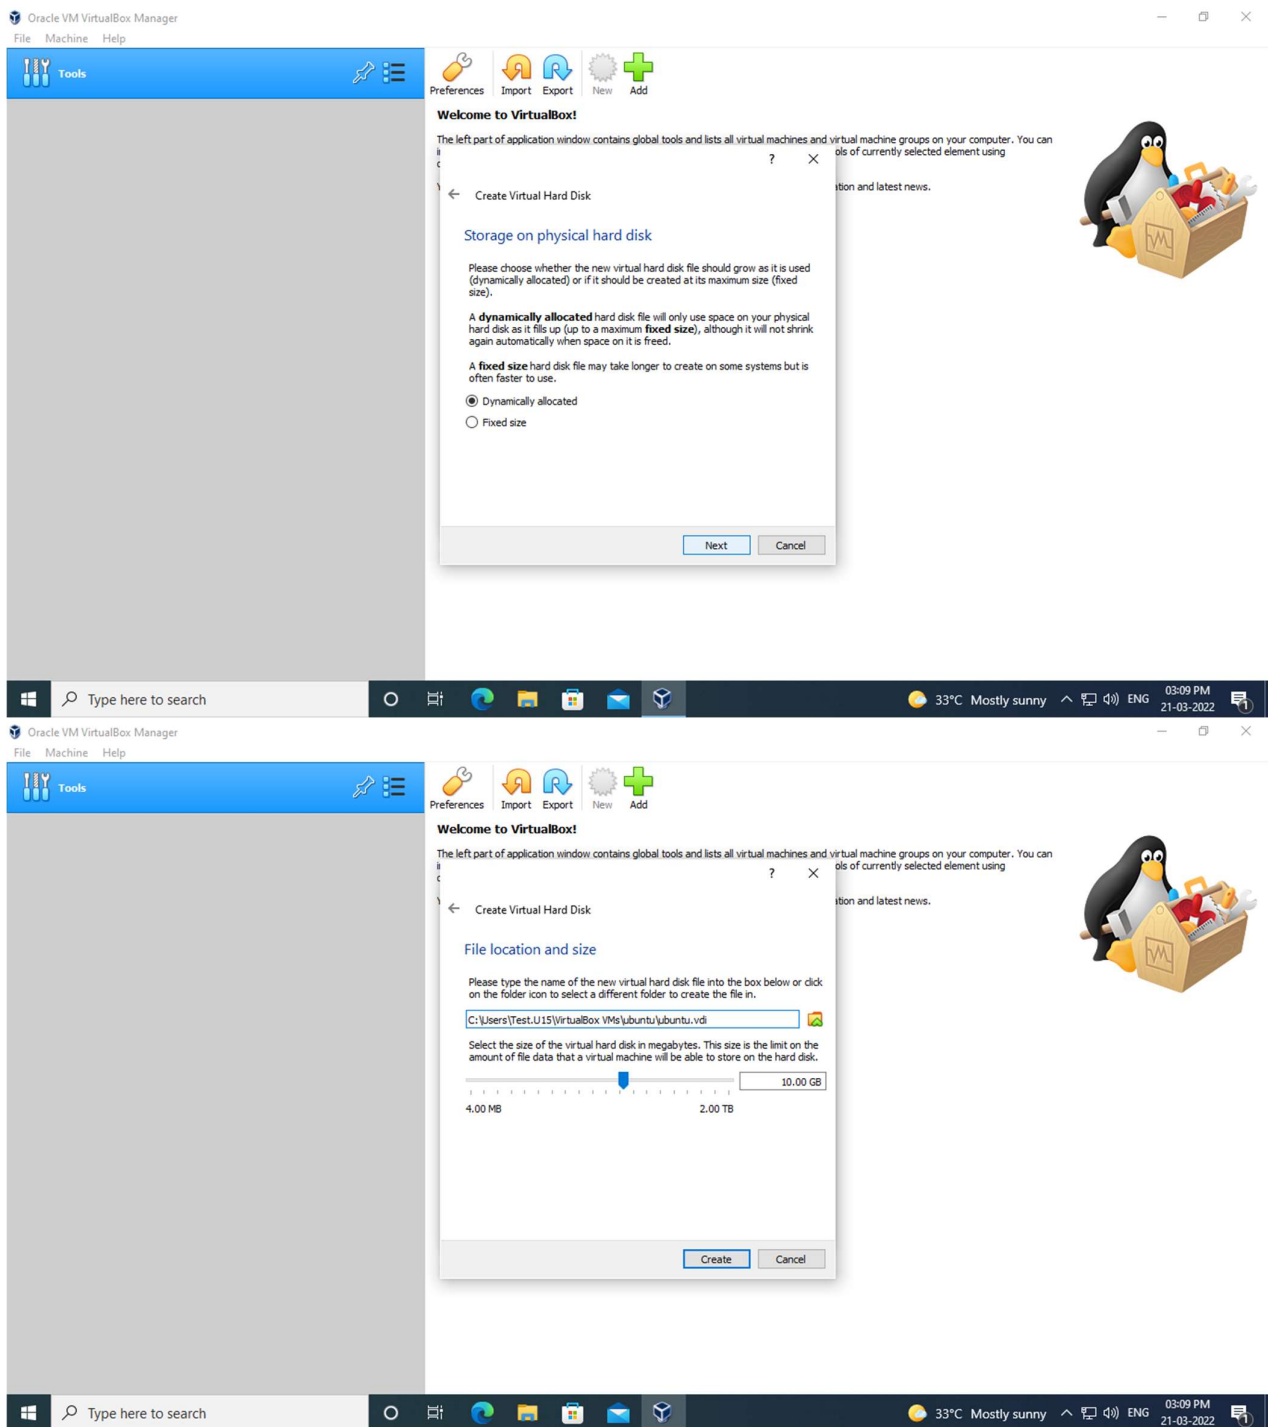 Oracle VM VirtualBox Manager
File Machine Help
Tools
Preferences Import Export New Add
Welcome to VirtualBox!
The left part of application window contains global tools and lists all virtual machines and virtual machine groups on your computer. You can
ols of currently selected element using
tion and latest news.
?
Create Virtual Hard Disk
Storage on physical hard disk
Please choose whether the new virtual hard disk file should grow as it is used
(dynamically allocated) or if it should be created at its maximum size (fixed
size).
A dynamically allocated hard disk file will only use space on your physical
hard disk as it fills up (up to a maximum fixed size), although it will not shrink
again automatically when space on it is freed.
A fixed size hard disk file may take longer to create on some systems but is
often faster to use.
Dynamically allocated
Fixed size
Next Cancel
Type here to search
33°C Mostly sunny ENG 03:09 PM
21-03-2022
1
Oracle VM VirtualBox Manager
File Machine Help
Tools
Preferences Import Export New Add
Welcome to VirtualBox!
The left part of application window contains global tools and lists all virtual machines and virtual machine groups on your computer. You can
ols of currently selected element using
tion and latest news.
?
Create Virtual Hard Disk
File location and size
Please type the name of the new virtual hard disk file into the box below or click
on the folder icon to select a different folder to create the file in.
C:\Users\Test.U15\VirtualBox VMs\ubuntu\ubuntu.vdi
Select the size of the virtual hard disk in megabytes. This size is the limit on the
amount of file data that a virtual machine will be able to store on the hard disk.
10.00 GB
4.00 MB 2.00 TB
Create Cancel
Type here to search
33°C Mostly sunny ENG 03:09 PM
21-03-2022
1